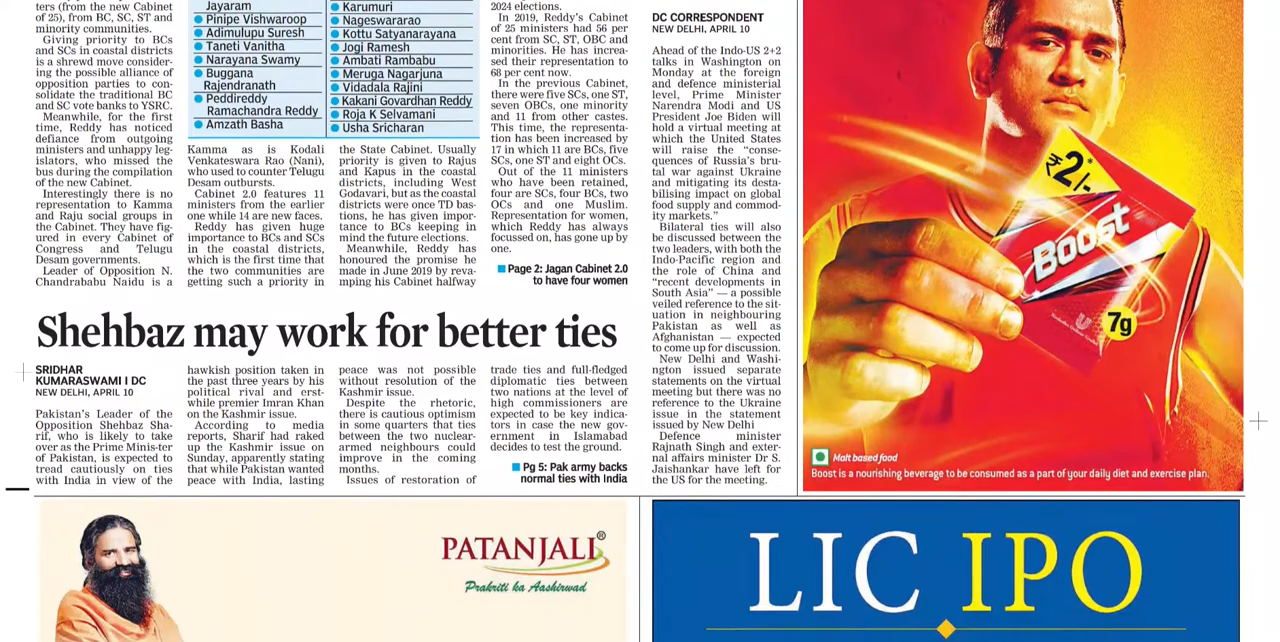 ters (from the new Cabinet
of 25), from BC, SC, ST and
minority communities.
Giving priority to BCs
and SCs in coastal districts
is a shrewd move consider-
ing the possible alliance of
opposition parties to con-
solidate the traditional BC
and SC vote banks to YSRC.
Meanwhile, for the first
time, Reddy has noticed
defiance from outgoing
ministers and unhappy leg-
islators, who missed the
bus during the compilation
of the new Cabinet.
Interestingly there is no
representation to Kamma
and Raju social groups in
the Cabinet. They have fig-
ured in every Cabinet of
Congress and Telugu
Desam governments.
Leader of Opposition N.
Chandrababu Naidu is a
Jayaram
Pinipe Vishwaroop
Adimulupu Suresh
Taneti Vanitha
Narayana Swamy
Buggana
Rajendranath
Peddireddy
Ramachandra Reddy
Amzath Basha
Karumuri
Nageswararao
Kottu Satyanarayana
Jogi Ramesh
Ambati Rambabu
Meruga Nagarjuna
Vidadala Rajini
Kakani Govardhan Reddy
Roja K Selvamani
Usha Sricharan
Kamma as is Kodali
Venkateswara Rao (Nani),
who used to counter Telugu
Desam outbursts.
Cabinet 2.0 features 11
ministers from the earlier
one while 14 are new faces.
Reddy has given huge
importance to BCs and SCs
in the coastal districts,
which is the first time that
the two communities are
getting such a priority in
the State Cabinet. Usually
priority is given to Rajus
and Kapus in the coastal
districts, including West
Godavari, but as the coastal
districts were once TD bas-
tions, he has given impor-
tance to BCs keeping in
mind the future elections.
Meanwhile, Reddy has
honoured the promise he
made in June 2019 by reva-
mping his Cabinet halfway
2024 elections.
In 2019, Reddy's Cabinet
of 25 ministers had 56 per
cent from SC, ST, OBC and
minorities. He has increa-
sed their representation to
68 per cent now.
In the previous Cabinet,
there were five SCs, one ST,
seven OBCs, one minority
and 11 from other castes.
This time, the representa-
tion has been increased by
17 in which 11 are BCs, five
SCs, one ST and eight OCs.
Out of the 11 ministers
who have been retained,
four are SCs, four BCs, two
OCs and one Muslim.
Representation for women,
which Reddy has always
focussed on, has gone up by
one.
Page 2: Jagan Cabinet 2.0
to have four women
Shehbaz may work for better ties
SRIDHAR
KUMARASWAMI I DC
NEW DELHI, APRIL 10
Pakistan's Leader of the
Opposition Shehbaz Sha-
rif, who is likely to take
over as the Prime Minis-ter
of Pakistan, is expected to
tread cautiously on ties
with India in view of the
hawkish position taken in
the past three years by his
political rival and erst-
while premier Imran Khan
on the Kashmir issue.
According to media
reports, Sharif had raked
up the Kashmir issue on
Sunday, apparently stating
that while Pakistan wanted
peace with India, lasting
peace was not possible
without resolution of the
Kashmir issue.
Despite the rhetoric,
there is cautious optimism
in some quarters that ties
between the two nuclear-
armed neighbours could
improve in the coming
months.
Issues of restoration of
trade ties and full-fledged
diplomatic ties between
two nations at the level of
high commissioners are
expected to be key indica-
tors in case the new gov-
ernment in Islamabad
decides to test the ground.
Pg 5: Pak army backs
normal ties with India
DC CORRESPONDENT
NEW DELHI, APRIL 10
Ahead of the Indo-US 2+2
talks in Washington on
Monday at the foreign
and defence ministerial
level, Prime Minister
Narendra Modi and US
President Joe Biden will
hold a virtual meeting at
which the United States
will raise the "conse-
quences of Russia's bru-
tal war against Ukraine
and mitigating its desta-
bilising impact on global
food supply and commod-
ity markets."
Bilateral ties will also
be discussed between the
two leaders, with both the
Indo-Pacific region and
the role of China and
"recent developments in
South Asia" — a possible
veiled reference to the sit-
uation in neighbouring
Pakistan as well as
Afghanistan — expected
to come up for discussion.
New Delhi and Washi-
ngton issued separate
statements on the virtual
meeting but there was no
reference to the Ukraine
issue in the statement
issued by New Delhi
Defence minister
Rajnath Singh and exter-
nal affairs minister Dr S.
Jaishankar have left for
the US for the meeting.
₹2/-*
Boost
7g
Malt based food
Boost is a nourishing beverage to be consumed as a part of your daily diet and exercise plan.
PATANJALI®
Prakriti ka Aashirwad
LIC IPO